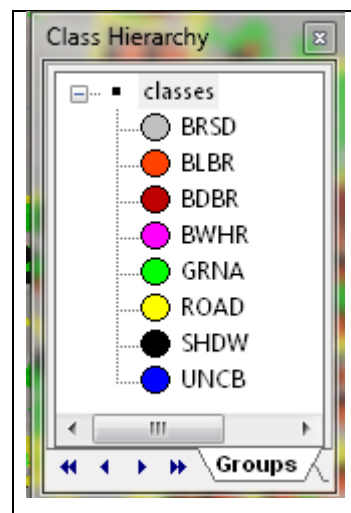 Class Hierarchy
classes
BRSD
BLBR
BDBR
BWHR
GRNA
ROAD
SHDW
UNCB
Groups